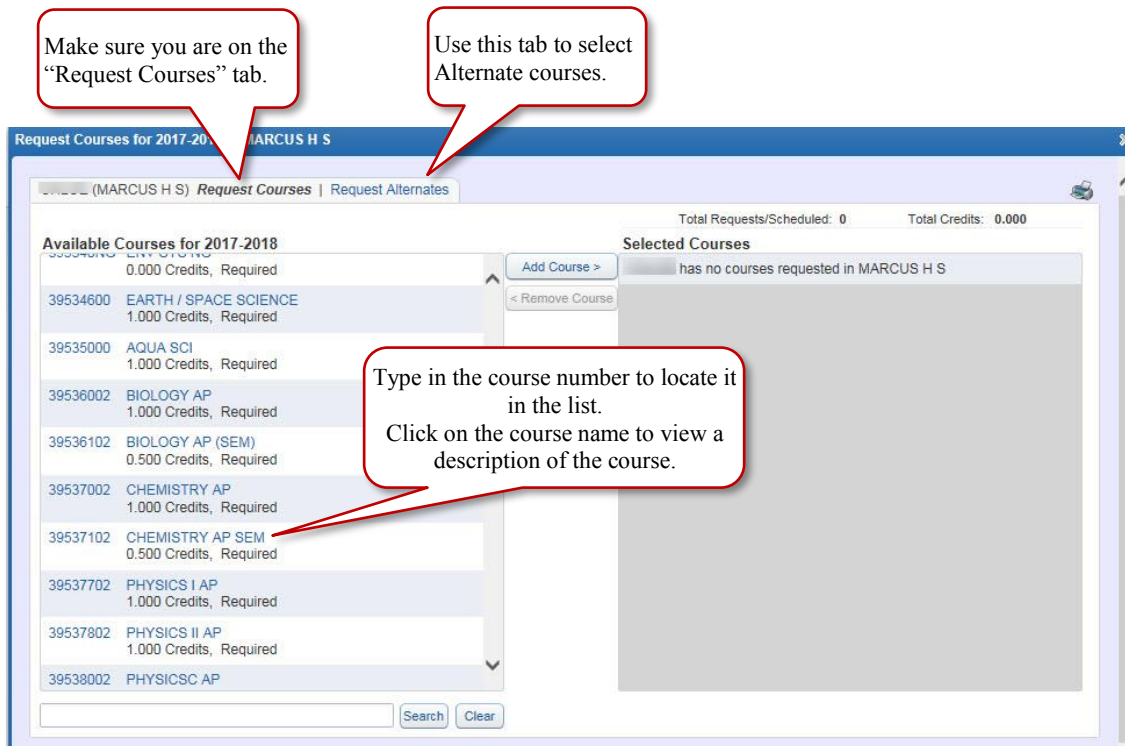 Make sure you are on the
“Request Courses” tab.
Use this tab to select
Alternate courses.
Request Courses for 2017-20 MARCUS H S
(MARCUS H S) Request Courses | Request Alternates
Total Requests/Scheduled: 0 Total Credits: 0.000
Available Courses for 2017-2018
Selected Courses
0.000 Credits, Required
Add Course >
has no courses requested in MARCUS H S
39534600 EARTH / SPACE SCIENCE
< Remove Course
1.000 Credits, Required
39535000 AQUA SCI
1.000 Credits, Required
Type in the course number to locate it
in the list.
Click on the course name to view a
description of the course.
39536002 BIOLOGY AP
1.000 Credits, Required
39536102 BIOLOGY AP (SEM)
0.500 Credits, Required
39537002 CHEMISTRY AP
1.000 Credits, Required
39537102 CHEMISTRY AP SEM
0.500 Credits, Required
39537702 PHYSICS I AP
1.000 Credits, Required
39537802 PHYSICS II AP
1.000 Credits, Required
39538002 PHYSICSC AP
Search Clear